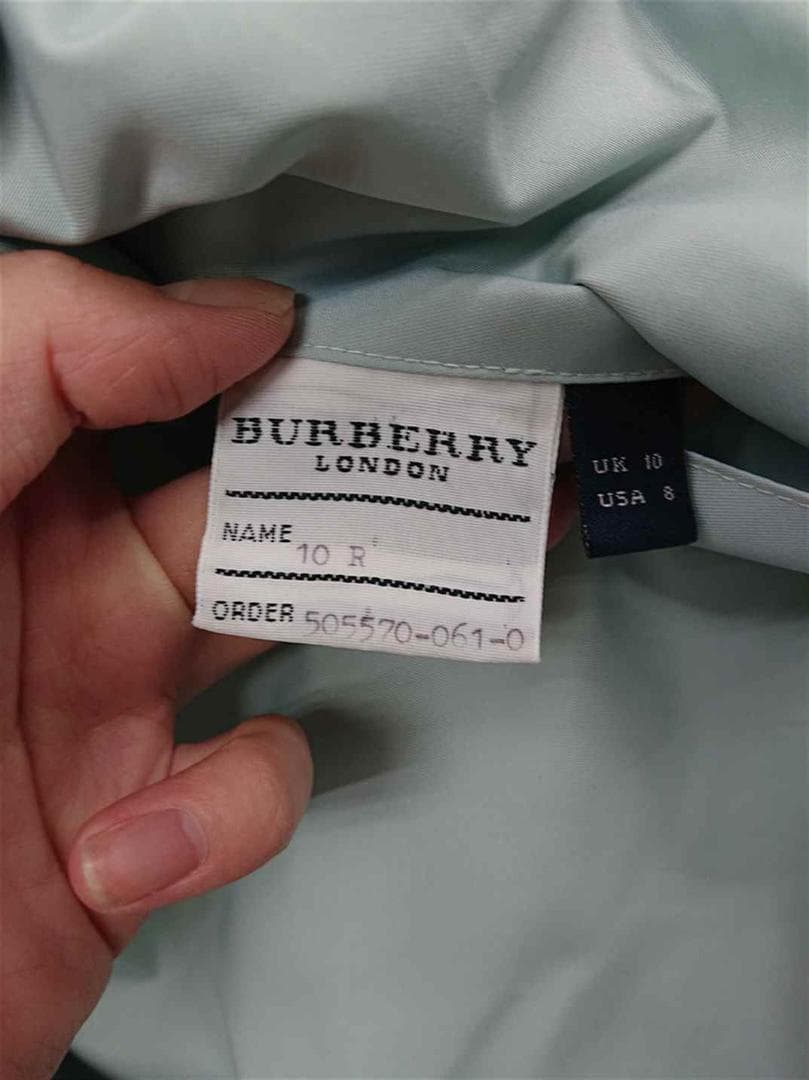 BURBERRY
LONDON
NAME 10 R
ORDER 505570-061-0
UK 10
USA 8